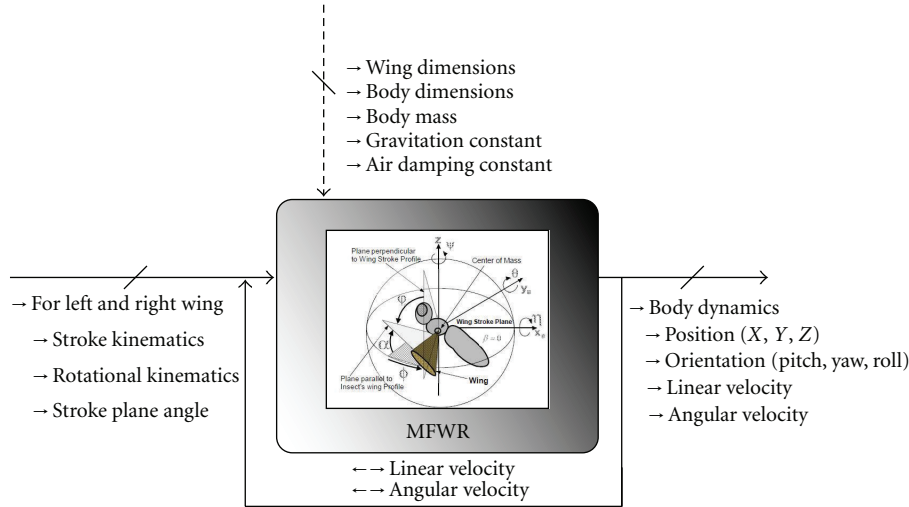 → Wing dimensions
→ Body dimensions
→ Body mass
→ Gravitation constant
→ Air damping constant
→ For left and right wing
→ Stroke kinematics
→ Rotational kinematics
→ Stroke plane angle
Plane perpendicular
to Wing Stroke Profile
z ψ
Center of Mass
θ
φ
Wing Stroke Plane
η
β = 0
α
ϕ
Plane parallel to
Insect's wing Profile
Wing
MFWR
→ Body dynamics
→ Position (X, Y, Z)
→ Orientation (pitch, yaw, roll)
→ Linear velocity
→ Angular velocity
←→ Linear velocity
←→ Angular velocity